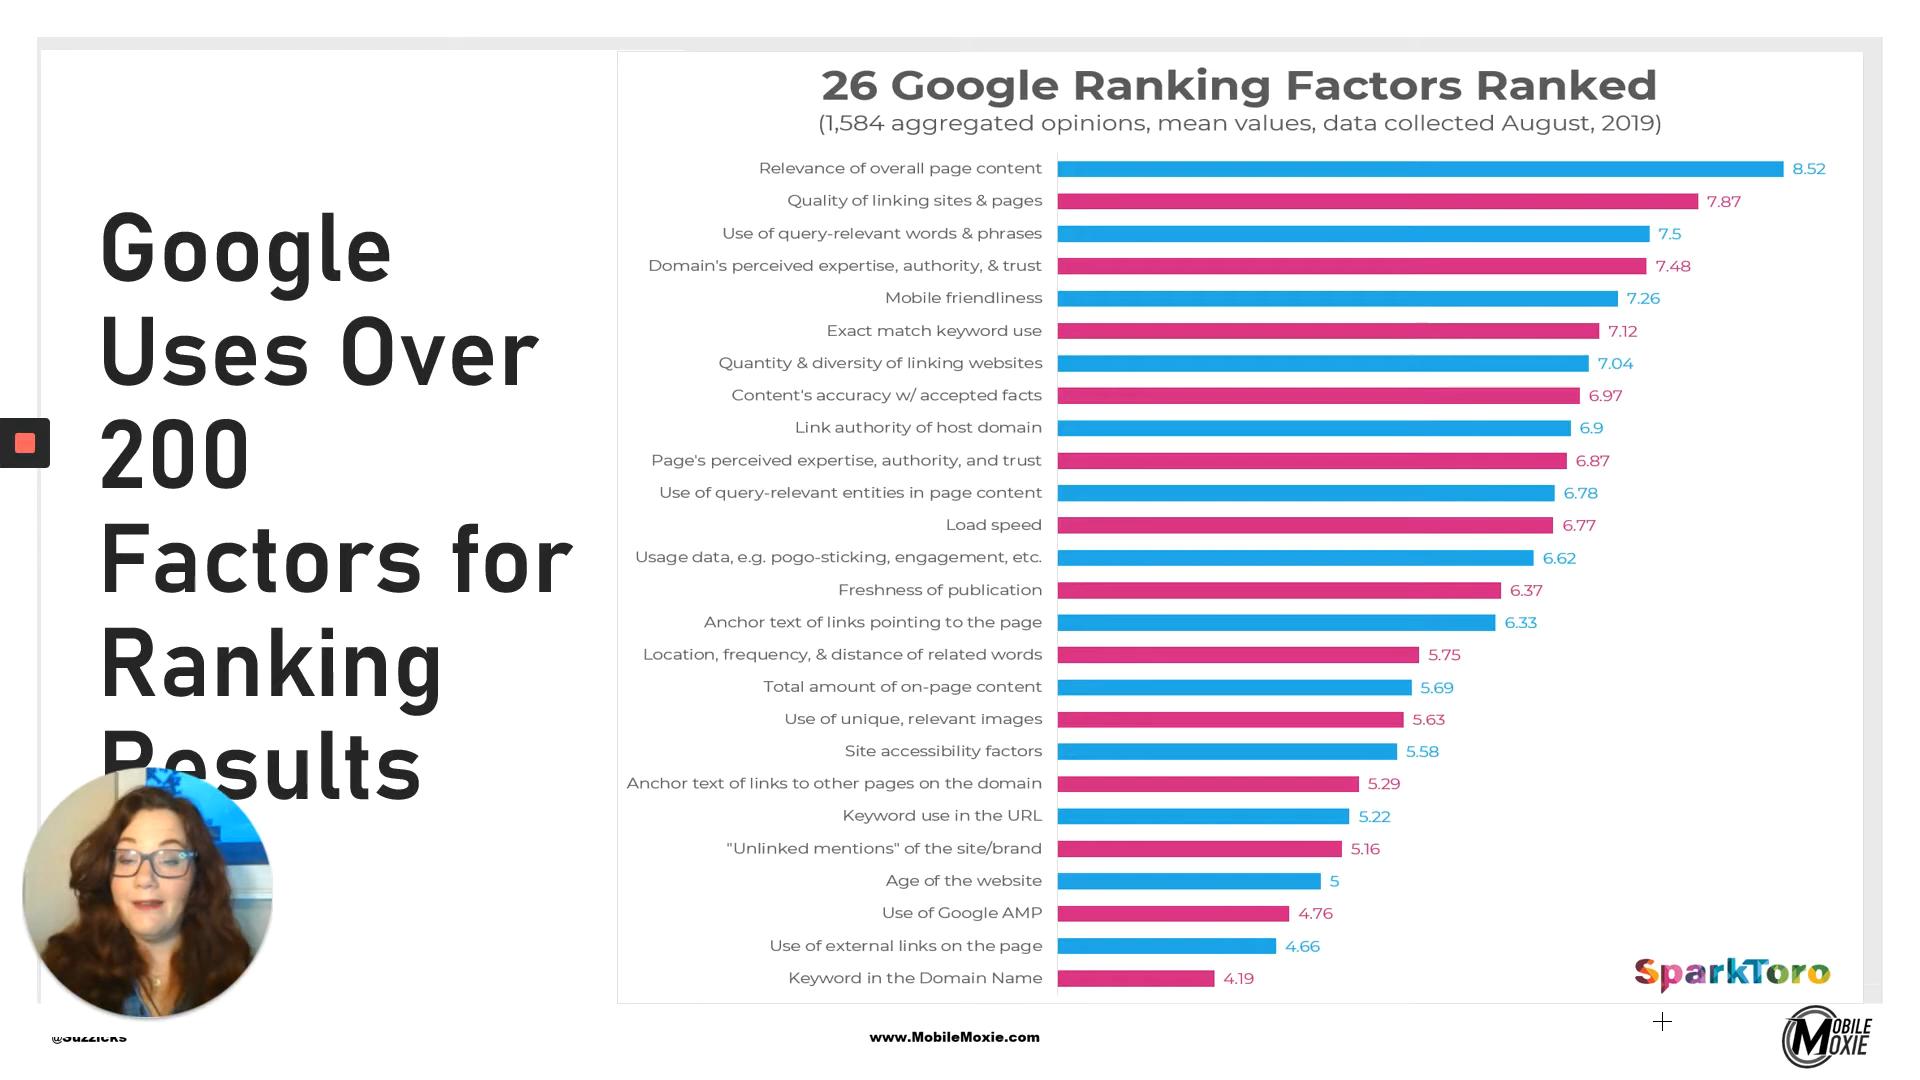 Google
Uses Over
200
Factors for
Ranking
Results
26 Google Ranking Factors Ranked
(1,584 aggregated opinions, mean values, data collected August, 2019)
Relevance of overall page content 8.52
Quality of linking sites & pages 7.87
Use of query-relevant words & phrases 7.5
Domain's perceived expertise, authority, & trust 7.48
Mobile friendliness 7.26
Exact match keyword use 7.12
Quantity & diversity of linking websites 7.04
Content's accuracy w/ accepted facts 6.97
Link authority of host domain 6.9
Page's perceived expertise, authority, and trust 6.87
Use of query-relevant entities in page content 6.78
Load speed 6.77
Usage data, e.g. pogo-sticking, engagement, etc. 6.62
Freshness of publication 6.37
Anchor text of links pointing to the page 6.33
Location, frequency, & distance of related words 5.75
Total amount of on-page content 5.69
Use of unique, relevant images 5.63
Site accessibility factors 5.58
Anchor text of links to other pages on the domain 5.29
Keyword use in the URL 5.22
"Unlinked mentions" of the site/brand 5.16
Age of the website 5
Use of Google AMP 4.76
Use of external links on the page 4.66
Keyword in the Domain Name 4.19
SparkToro
@Suzzicks
www.MobileMoxie.com
MOBILE
MOXIE